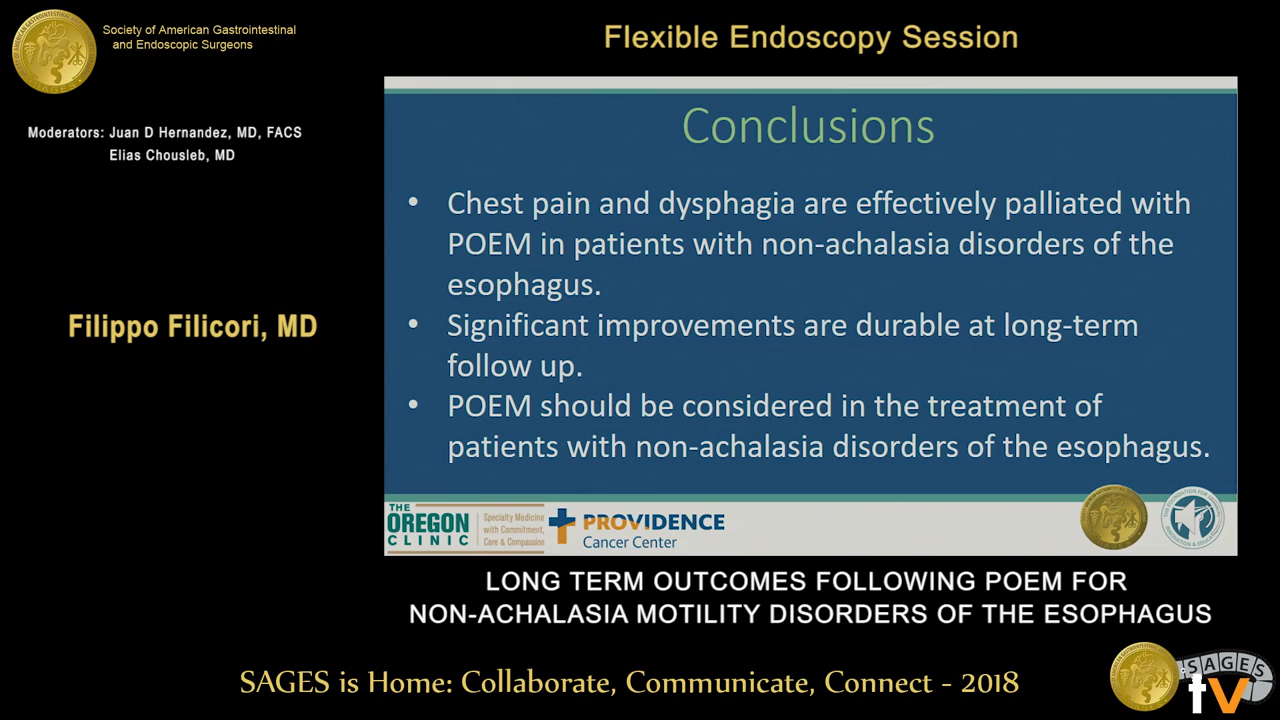 Society of American Gastrointestinal
and Endoscopic Surgeons
Flexible Endoscopy Session
Moderators: Juan D Hernandez, MD, FACS
Elias Chousleb, MD
Filippo Filicori, MD
Conclusions
• Chest pain and dysphagia are effectively palliated with
POEM in patients with non-achalasia disorders of the
esophagus.
• Significant improvements are durable at long-term
follow up.
• POEM should be considered in the treatment of
patients with non-achalasia disorders of the esophagus.
THE
OREGON
CLINIC
Specialty Medicine
with Commitment,
Care & Compassion
PROVIDENCE
Cancer Center
LONG TERM OUTCOMES FOLLOWING POEM FOR
NON-ACHALASIA MOTILITY DISORDERS OF THE ESOPHAGUS
SAGES is Home: Collaborate, Communicate, Connect - 2018
SAGES
tv